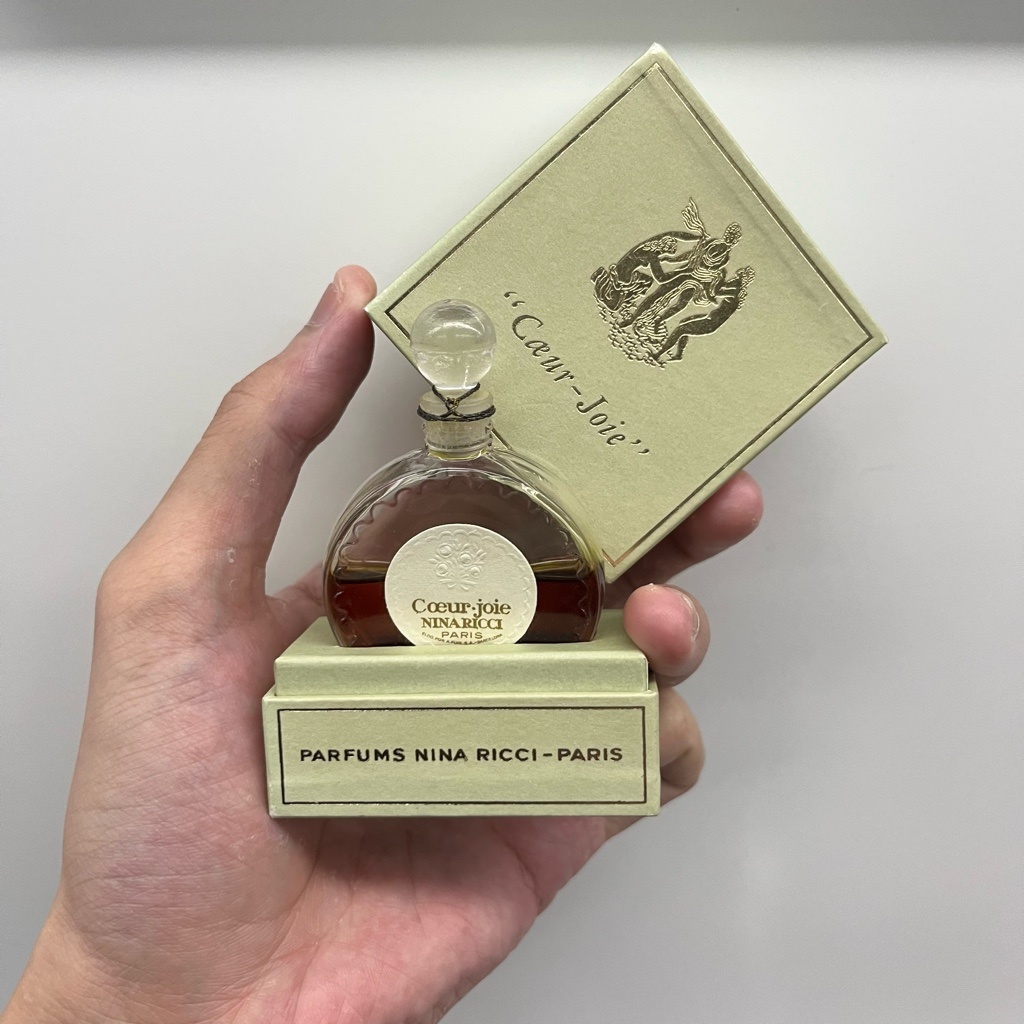 “Cœur-Joie”
Cœur·joie
NINA RICCI
PARIS
PARFUMS NINA RICCI–PARIS